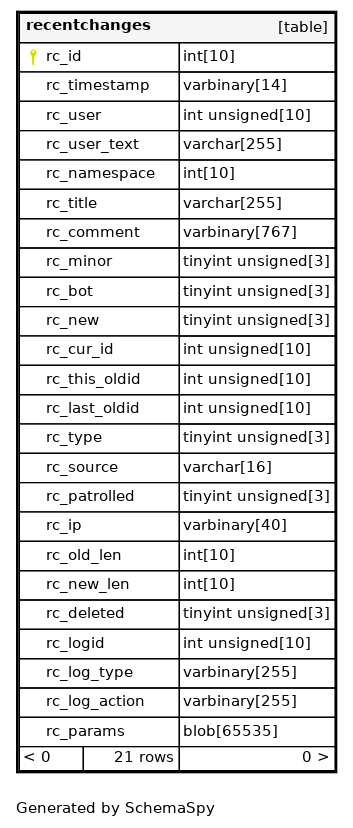 recentchanges [table]
rc_id int[10]
rc_timestamp varbinary[14]
rc_user int unsigned[10]
rc_user_text varchar[255]
rc_namespace int[10]
rc_title varchar[255]
rc_comment varbinary[767]
rc_minor tinyint unsigned[3]
rc_bot tinyint unsigned[3]
rc_new tinyint unsigned[3]
rc_cur_id int unsigned[10]
rc_this_oldid int unsigned[10]
rc_last_oldid int unsigned[10]
rc_type tinyint unsigned[3]
rc_source varchar[16]
rc_patrolled tinyint unsigned[3]
rc_ip varbinary[40]
rc_old_len int[10]
rc_new_len int[10]
rc_deleted tinyint unsigned[3]
rc_logid int unsigned[10]
rc_log_type varbinary[255]
rc_log_action varbinary[255]
rc_params blob[65535]
< 0 21 rows 0 >
Generated by SchemaSpy